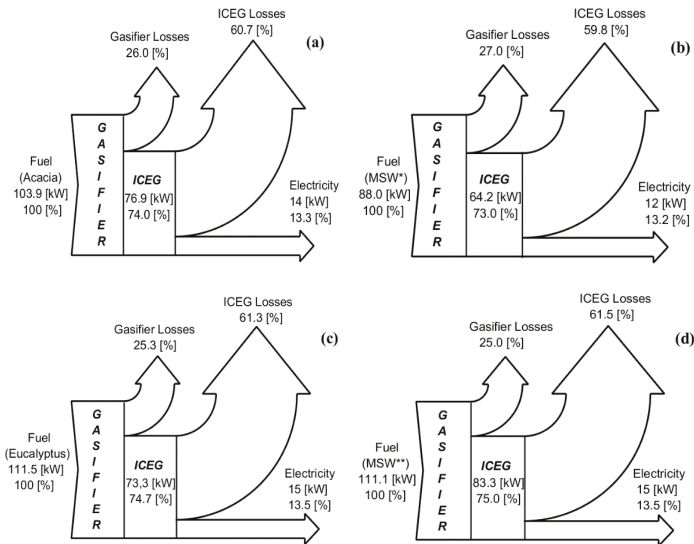 ICEG Losses
60.7 [%]
(a)
Gasifier Losses
26.0 [%]
GASIFIER
Fuel
(Acacia)
103.9 [kW]
100 [%]
ICEG
76.9 [kW]
74.0 [%]
Electricity
14 [kW]
13.3 [%]
ICEG Losses
59.8 [%]
(b)
Gasifier Losses
27.0 [%]
GASIFIER
Fuel
(MSW*)
88.0 [kW]
100 [%]
ICEG
64.2 [kW]
73.0 [%]
Electricity
12 [kW]
13.2 [%]
ICEG Losses
61.3 [%]
(c)
Gasifier Losses
25.3 [%]
GASIFIER
Fuel
(Eucalyptus)
111.5 [kW]
100 [%]
ICEG
73,3 [kW]
74.7 [%]
Electricity
15 [kW]
13.5 [%]
ICEG Losses
61.5 [%]
(d)
Gasifier Losses
25.0 [%]
GASIFIER
Fuel
(MSW**)
111.1 [kW]
100 [%]
ICEG
83.3 [kW]
75.0 [%]
Electricity
15 [kW]
13.5 [%]